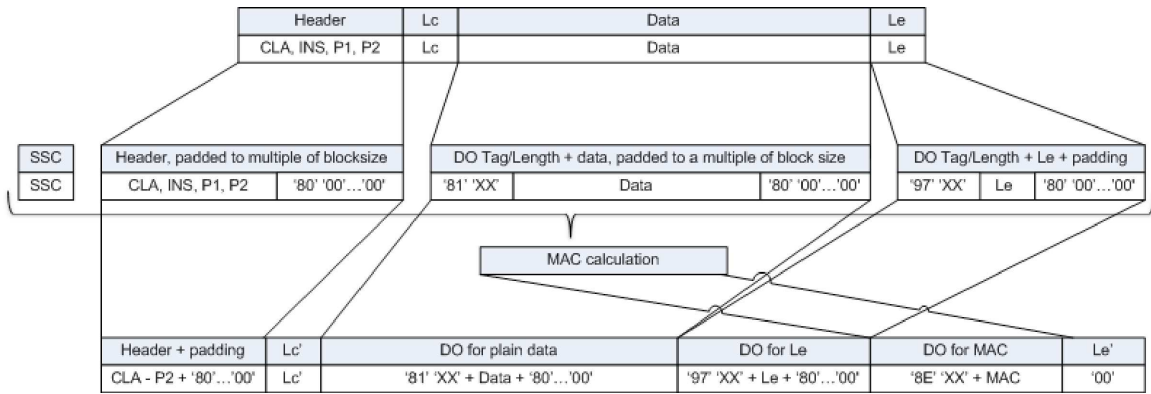 Header Lc Data Le
CLA, INS, P1, P2 Lc Data Le
SSC Header, padded to multiple of blocksize DO Tag/Length + data, padded to a multiple of block size DO Tag/Length + Le + padding
SSC CLA, INS, P1, P2 ‘80’ ‘00’...’00’ ‘81’ ‘XX’ Data ‘80’ ‘00’...’00’ ‘97’ ‘XX’ Le ‘80’ ‘00’...’00’
MAC calculation
Header + padding Lc’ DO for plain data DO for Le DO for MAC Le’
CLA - P2 + ‘80’...’00’ Lc’ ‘81’ ‘XX’ + Data + ‘80’...’00’ ‘97’ ‘XX’ + Le + ‘80’...’00’ ‘8E’ ‘XX’ + MAC ‘00’